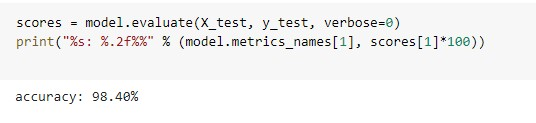 scores = model.evaluate(X_test, y_test, verbose=0)
print("%s: %.2f%%" % (model.metrics_names[1], scores[1]*100))
accuracy: 98.40%